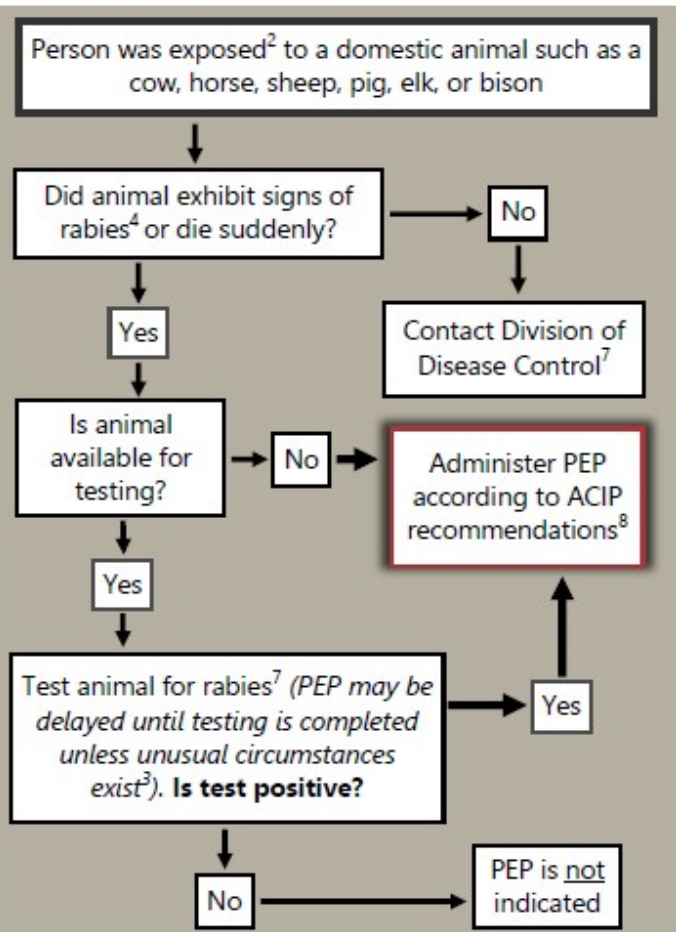 Person was exposed² to a domestic animal such as a
cow, horse, sheep, pig, elk, or bison
Did animal exhibit signs of
rabies⁴ or die suddenly?
No
Yes
Contact Division of
Disease Control⁷
Is animal
available for
testing?
No
Administer PEP
according to ACIP
recommendations⁸
Yes
Test animal for rabies⁷ (PEP may be
delayed until testing is completed
unless unusual circumstances
exist³). Is test positive?
Yes
No
PEP is not
indicated